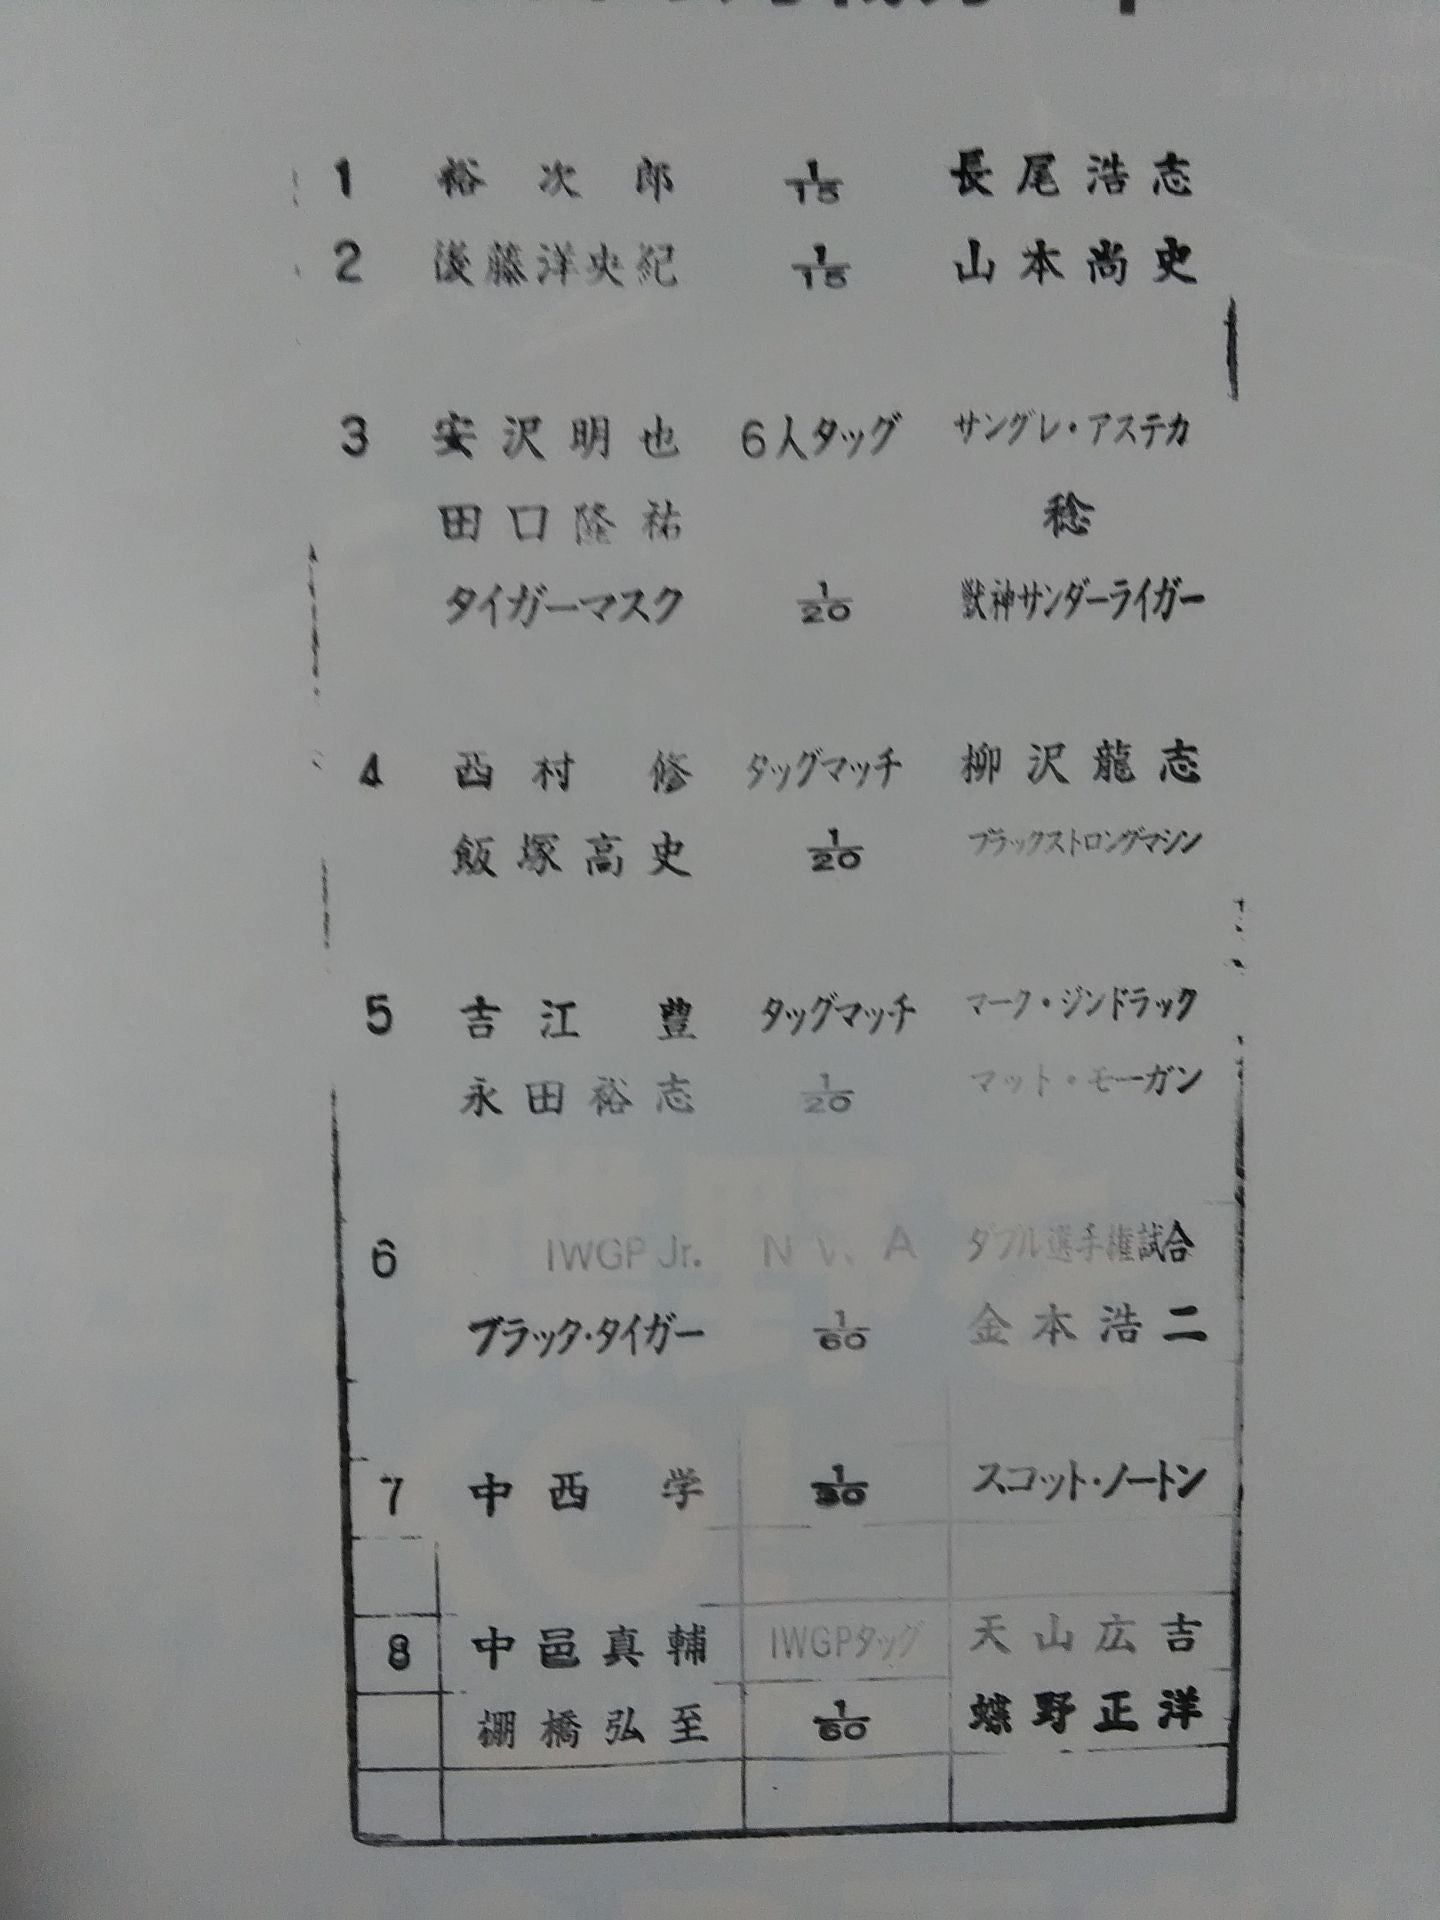 1 裕次郎 1/15 長尾浩志
2 後藤洋央紀 1/15 山本尚史
3 安沢明也 6人タッグ サングレ・アステカ
田口隆祐 稔
タイガーマスク 1/20 獣神サンダーライガー
4 西村修 タッグマッチ 柳沢龍志
飯塚高史 1/20 ブラックストロングマシン
5 吉江豊 タッグマッチ マーク・ジンドラック
永田裕志 1/20 マット・モーガン
6 IWGP Jr. N W A ダブル選手権試合
ブラック・タイガー 1/60 金本浩二
7 中西学 1/30 スコット・ノートン
8 中邑真輔 IWGPタッグ 天山広吉
棚橋弘至 1/60 蝶野正洋